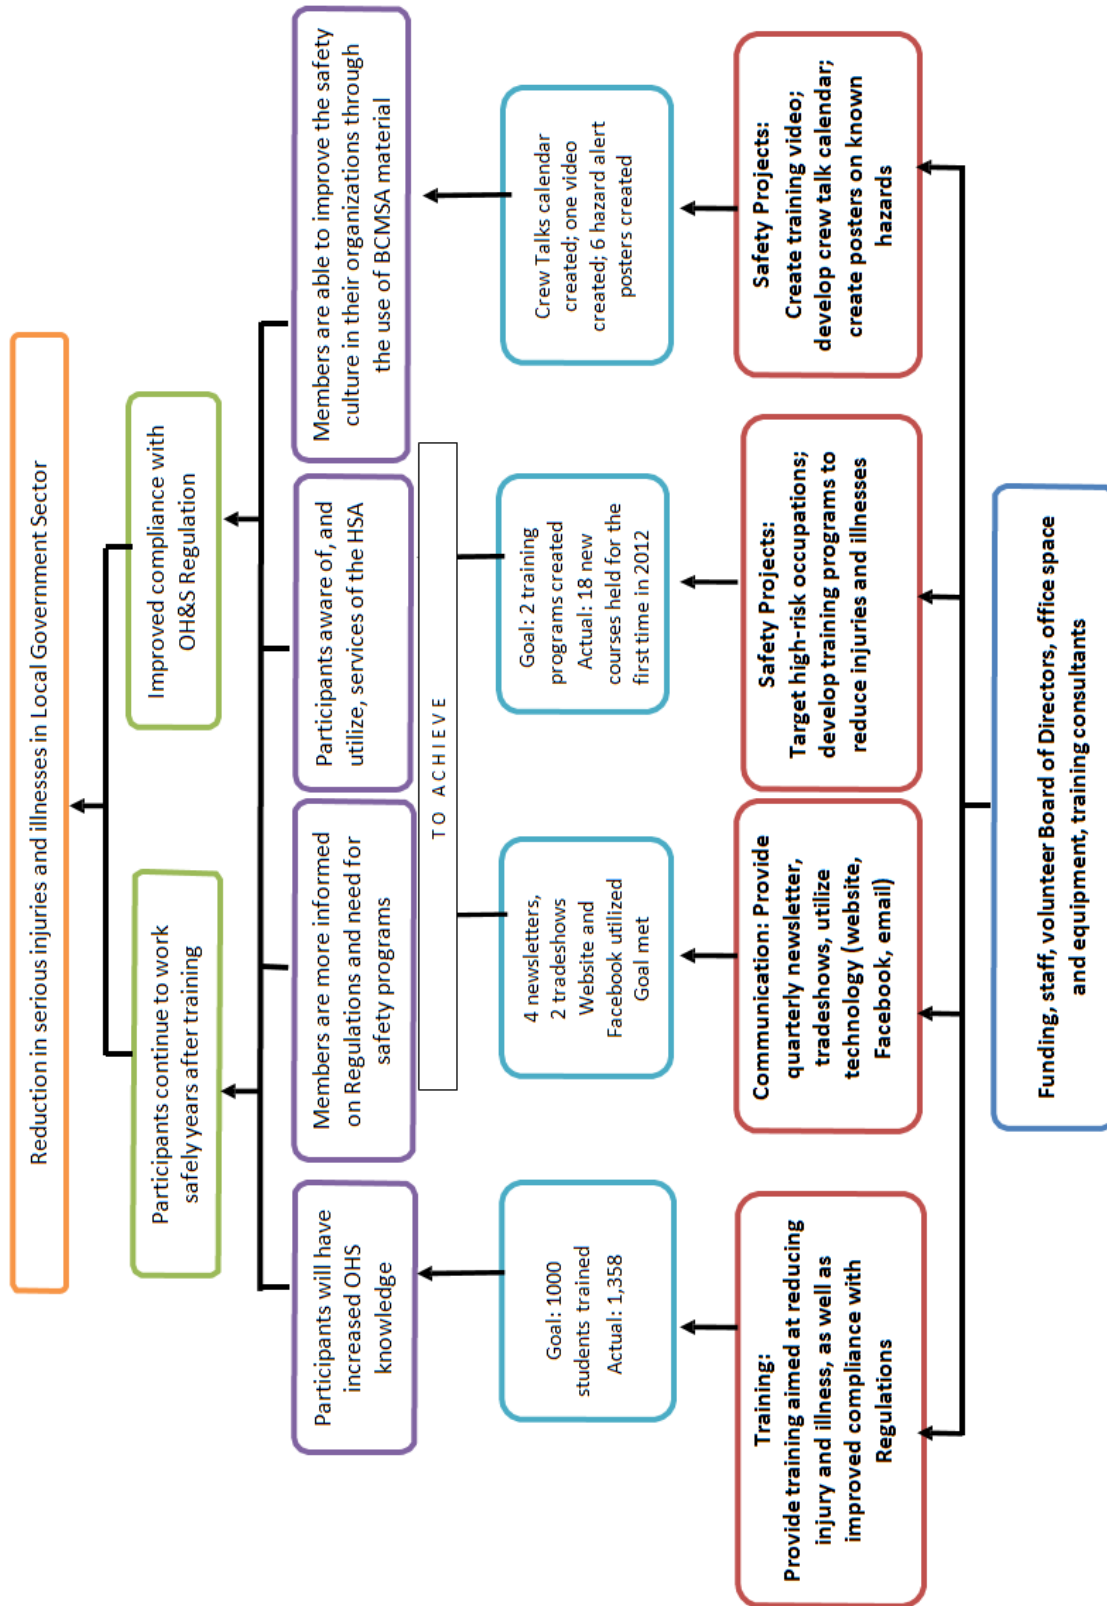 Reduction in serious injuries and illnesses in Local Government Sector
Participants continue to work
safely years after training
Improved compliance with
OH&S Regulation
Participants will have
increased OHS
knowledge
Members are more informed
on Regulations and need for
safety programs
Participants aware of, and
utilize, services of the HSA
Members are able to improve the safety
culture in their organizations through
the use of BCMSA material
TO ACHIEVE
Goal: 1000
students trained
Actual: 1,358
4 newsletters,
2 tradeshows
Website and
Facebook utilized
Goal met
Goal: 2 training
programs created
Actual: 18 new
courses held for the
first time in 2012
Crew Talks calendar
created; one video
created; 6 hazard alert
posters created
Training:
Provide training aimed at reducing
injury and illness, as well as
improved compliance with
Regulations
Communication: Provide
quarterly newsletter,
tradeshows, utilize
technology (website,
Facebook, email)
Safety Projects:
Target high-risk occupations;
develop training programs to
reduce injuries and illnesses
Safety Projects:
Create training video;
develop crew talk calendar;
create posters on known
hazards
Funding, staff, volunteer Board of Directors, office space
and equipment, training consultants